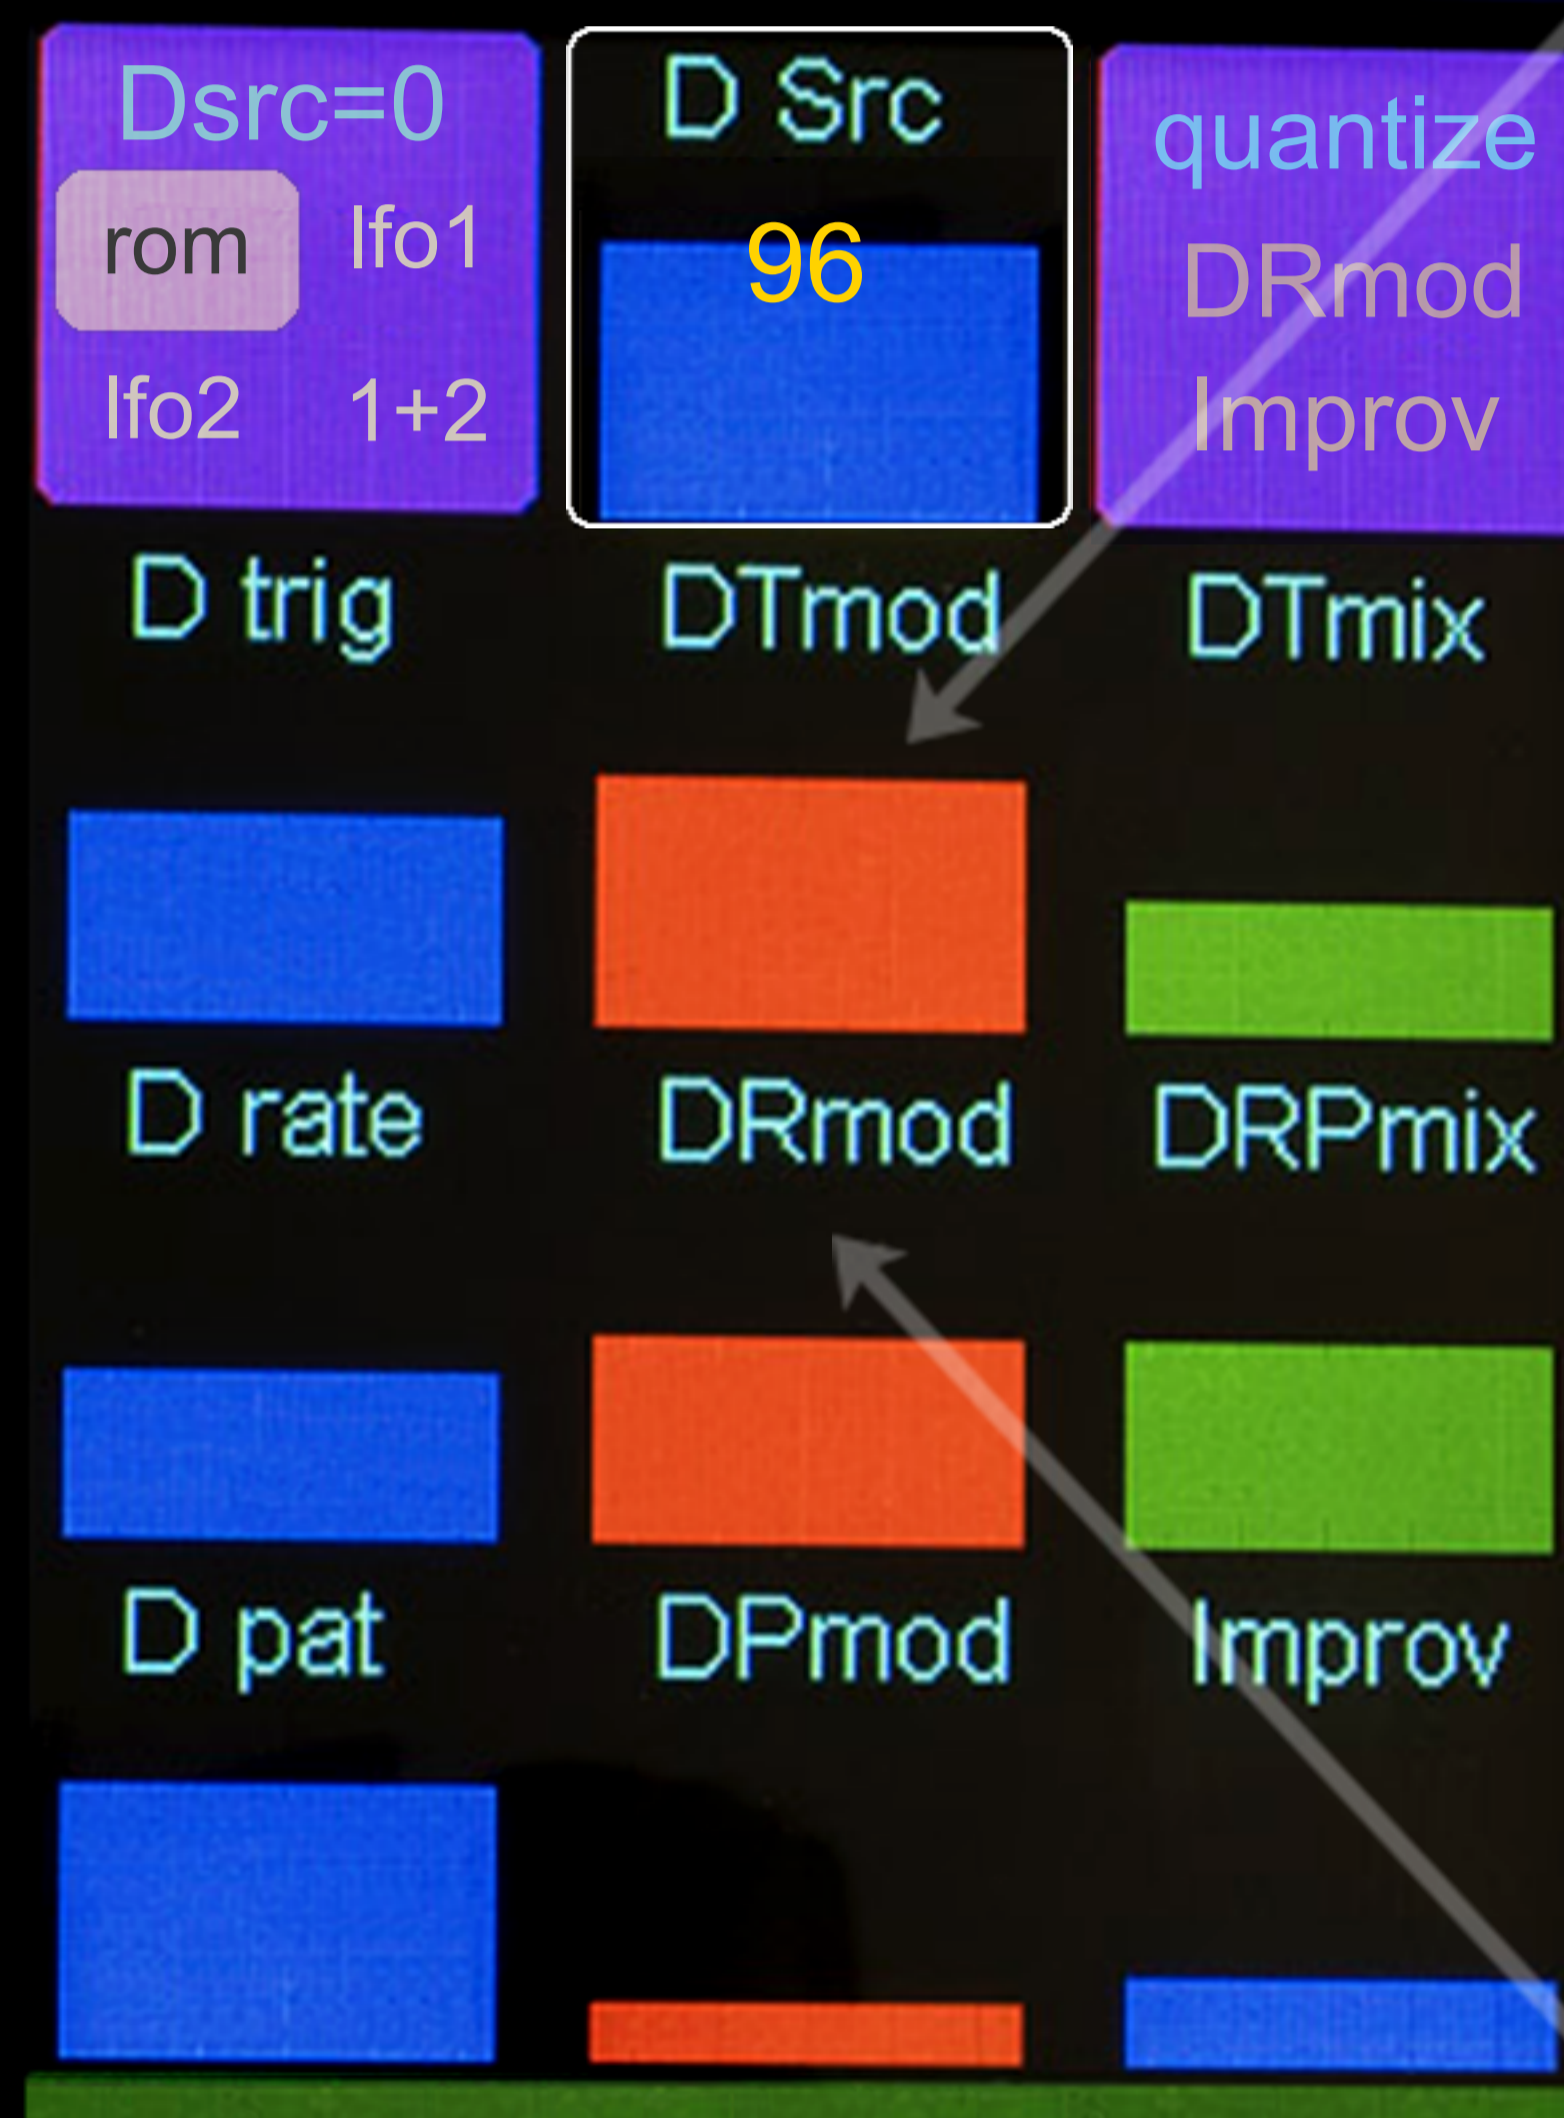 Dsrc=0
rom lfo1
lfo2 1+2
D Src
96
quantize
DRmod
Improv
D trig DTmod DTmix
D rate DRmod DRPmix
D pat DPmod Improv